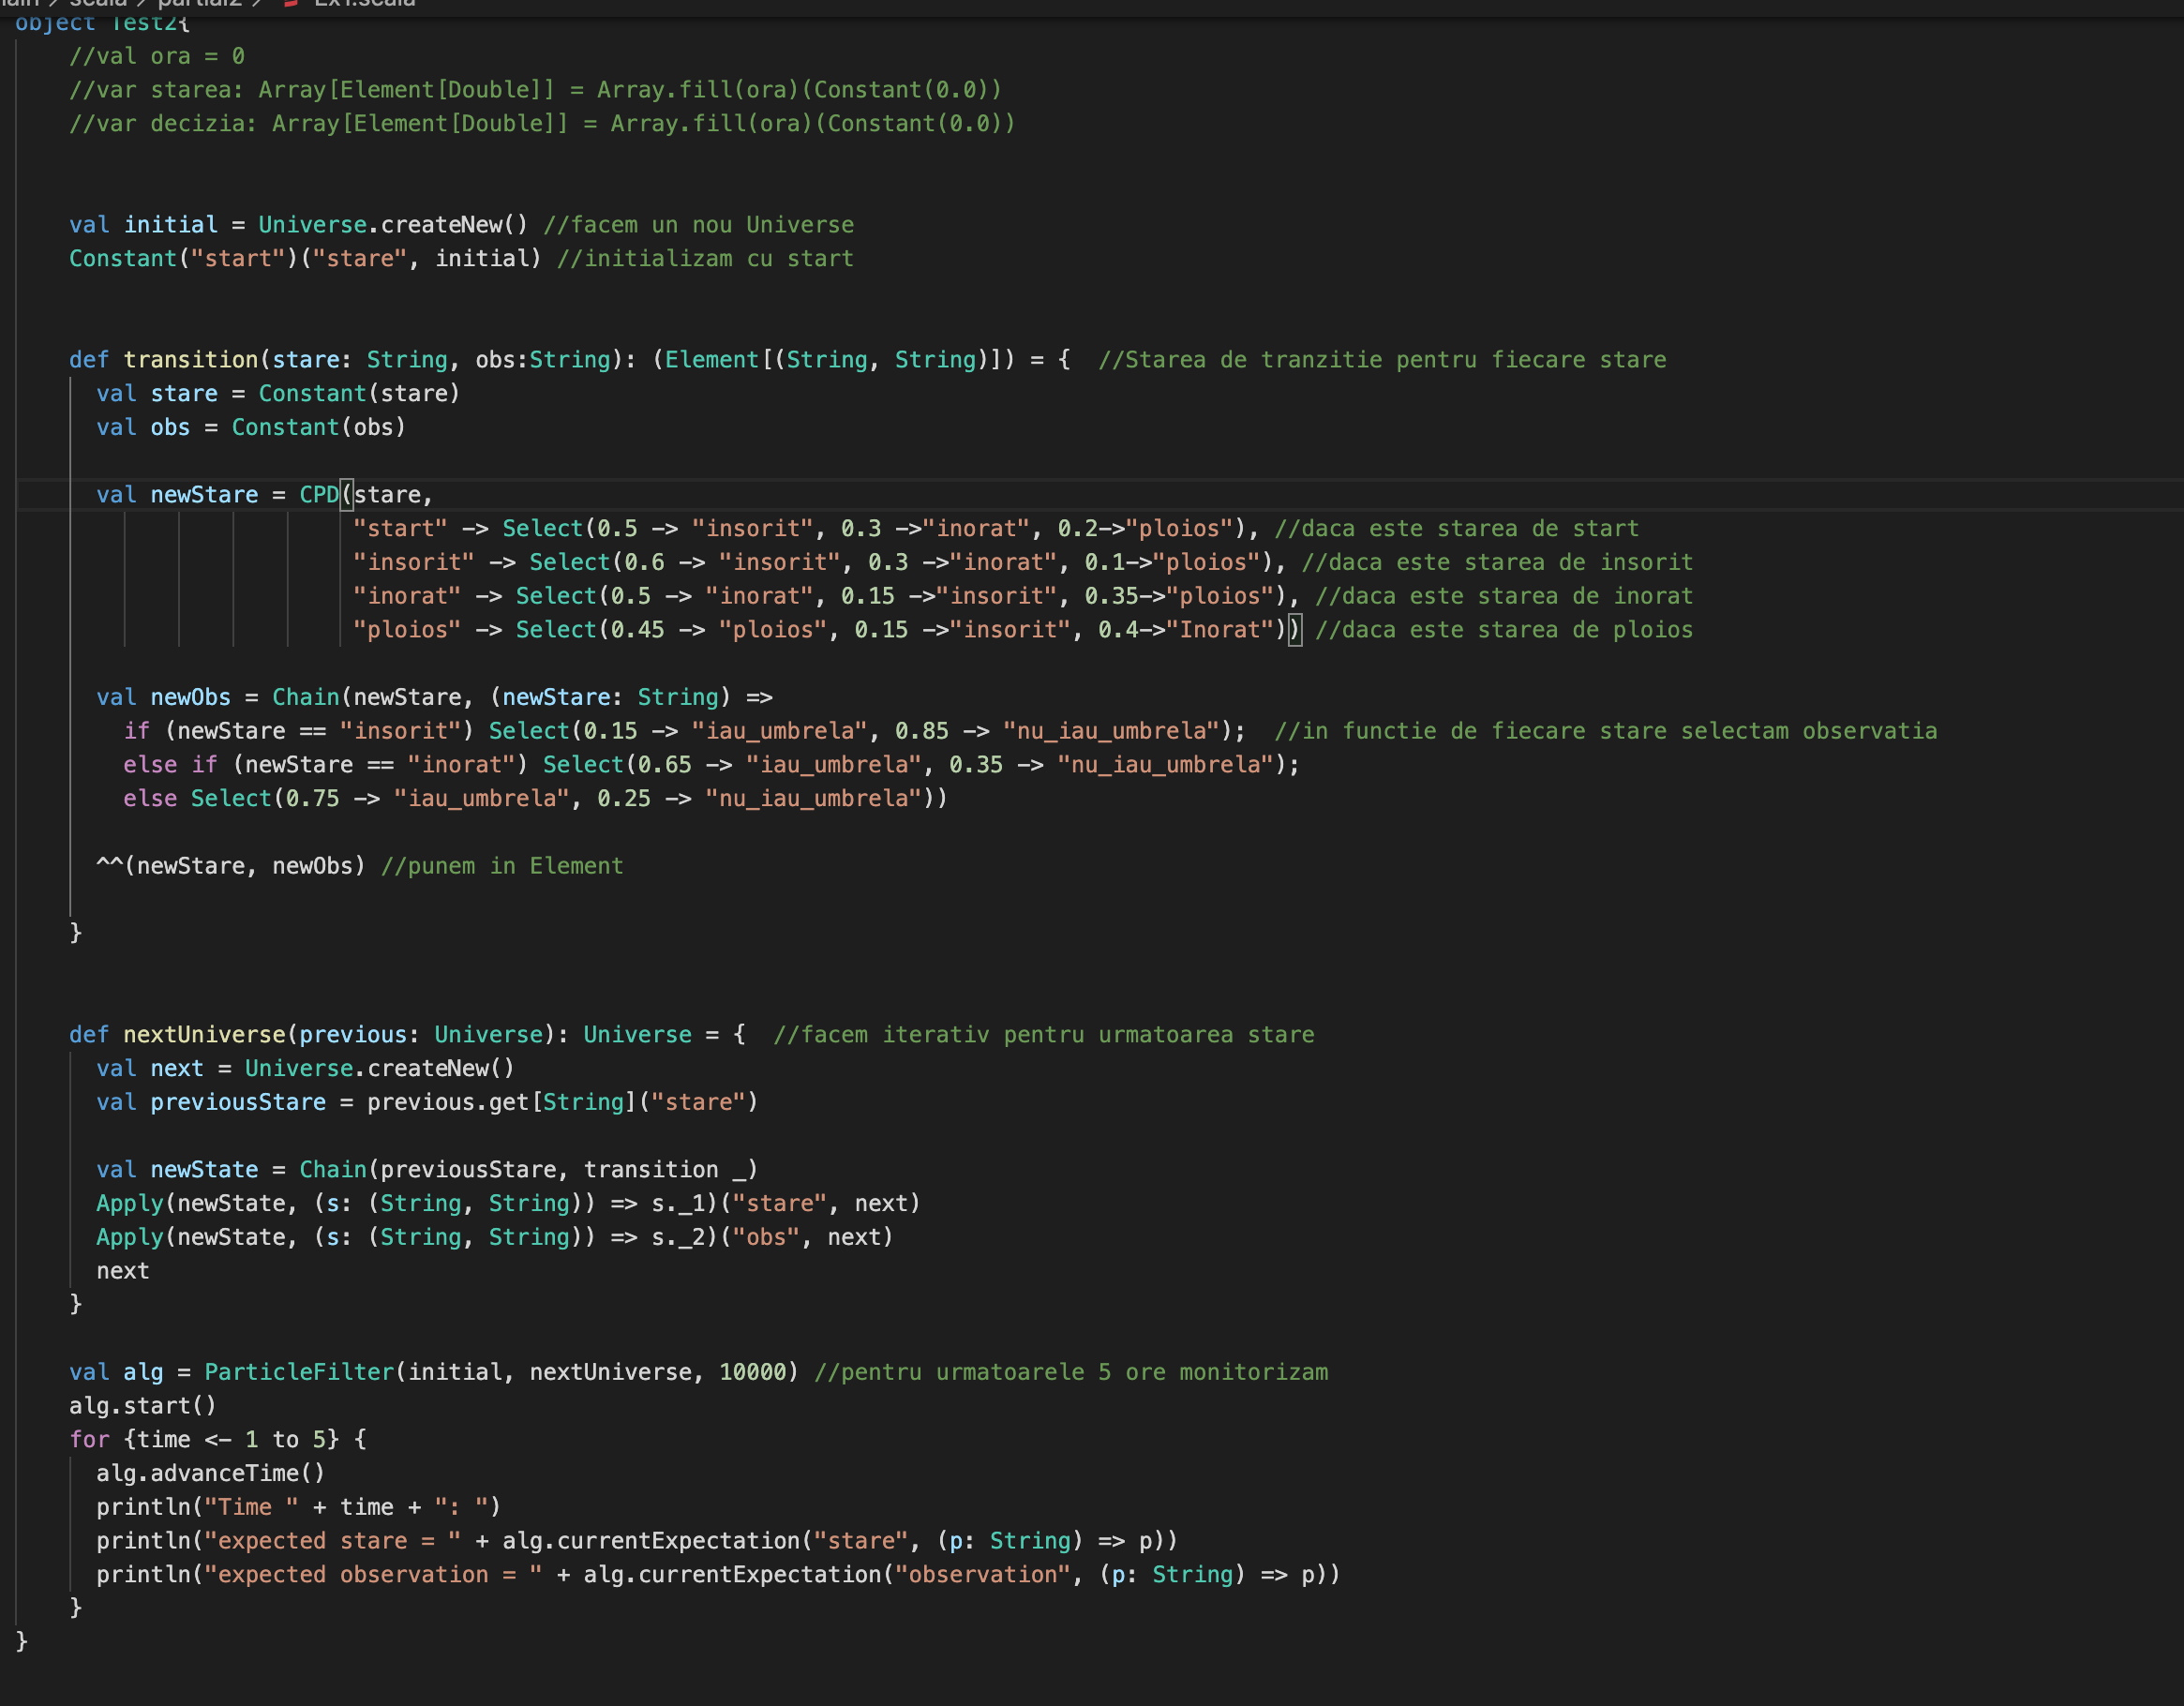 scala > partial2 > Ex1.scala
object Test2{
    //val ora = 0
    //var starea: Array[Element[Double]] = Array.fill(ora)(Constant(0.0))
    //var decizia: Array[Element[Double]] = Array.fill(ora)(Constant(0.0))
    val initial = Universe.createNew() //facem un nou Universe
    Constant("start")("stare", initial) //initializam cu start
    def transition(stare: String, obs:String): (Element[(String, String)]) = {  //Starea de tranzitie pentru fiecare stare
      val stare = Constant(stare)
      val obs = Constant(obs)
      val newStare = CPD(stare,
                         "start" -> Select(0.5 -> "insorit", 0.3 ->"inorat", 0.2->"ploios"), //daca este starea de start
                         "insorit" -> Select(0.6 -> "insorit", 0.3 ->"inorat", 0.1->"ploios"), //daca este starea de insorit
                         "inorat" -> Select(0.5 -> "inorat", 0.15 ->"insorit", 0.35->"ploios"), //daca este starea de inorat
                         "ploios" -> Select(0.45 -> "ploios", 0.15 ->"insorit", 0.4->"Inorat")) //daca este starea de ploios
      val newObs = Chain(newStare, (newStare: String) =>
        if (newStare == "insorit") Select(0.15 -> "iau_umbrela", 0.85 -> "nu_iau_umbrela");  //in functie de fiecare stare selectam observatia
        else if (newStare == "inorat") Select(0.65 -> "iau_umbrela", 0.35 -> "nu_iau_umbrela");
        else Select(0.75 -> "iau_umbrela", 0.25 -> "nu_iau_umbrela"))
      ^^(newStare, newObs) //punem in Element
    }
    def nextUniverse(previous: Universe): Universe = {  //facem iterativ pentru urmatoarea stare
      val next = Universe.createNew()
      val previousStare = previous.get[String]("stare")
      val newState = Chain(previousStare, transition _)
      Apply(newState, (s: (String, String)) => s._1)("stare", next)
      Apply(newState, (s: (String, String)) => s._2)("obs", next)
      next
    }
    val alg = ParticleFilter(initial, nextUniverse, 10000) //pentru urmatoarele 5 ore monitorizam
    alg.start()
    for {time <- 1 to 5} {
      alg.advanceTime()
      println("Time " + time + ": ")
      println("expected stare = " + alg.currentExpectation("stare", (p: String) => p))
      println("expected observation = " + alg.currentExpectation("observation", (p: String) => p))
    }
}